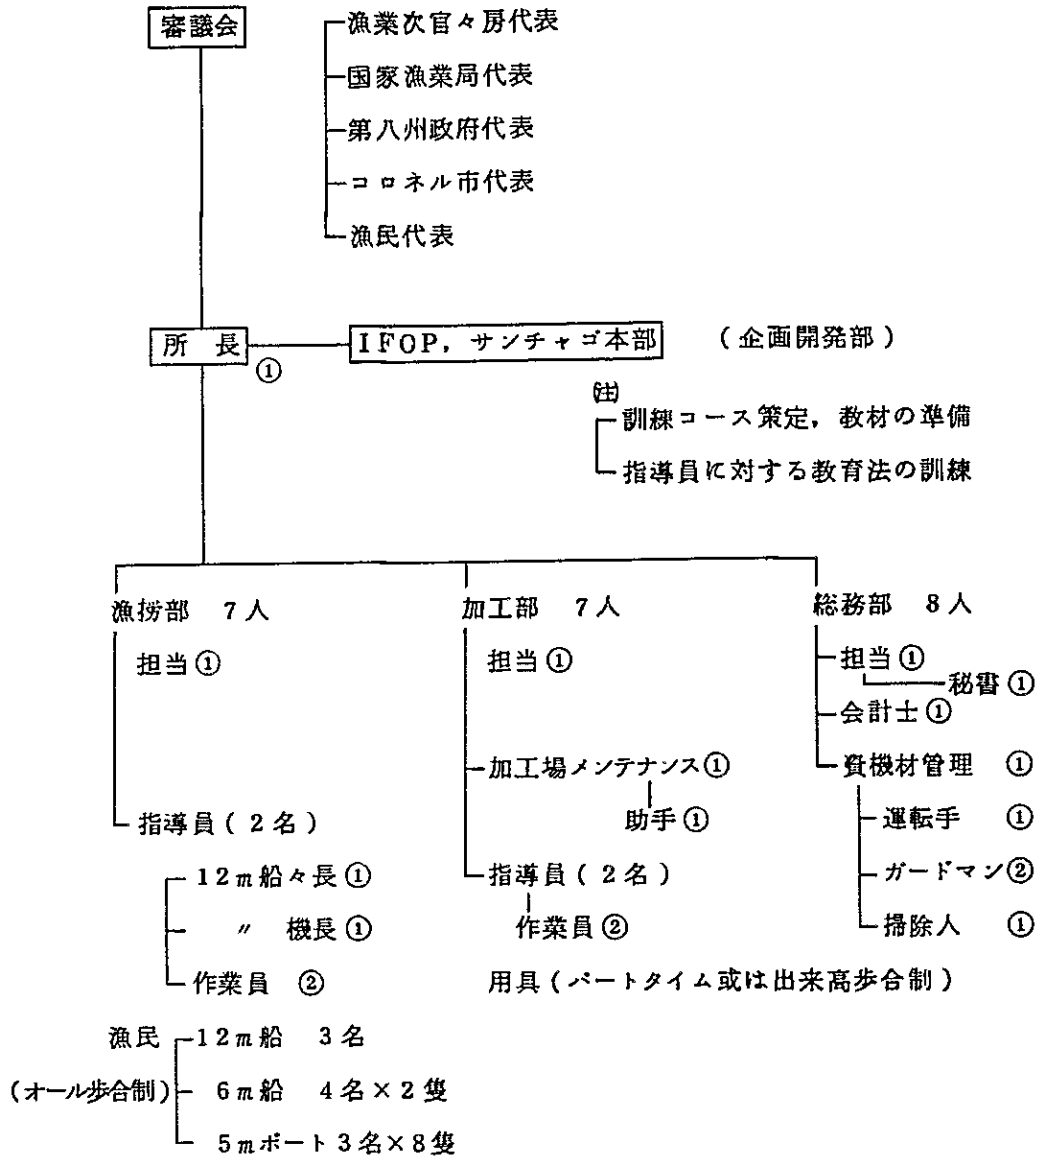 審議会
漁業次官々房代表
国家漁業局代表
第八州政府代表
コロネル市代表
漁民代表
所 長 ①
IFOP, サンチャゴ本部 (企画開発部)
(注)
訓練コース策定, 教材の準備
指導員に対する教育法の訓練
漁撈部 7人
担当①
指導員(2名)
12m船々長①
〃 機長①
作業員 ②
漁民
(オール歩合制)
12m船 3名
6m船 4名×2隻
5mボート3名×8隻
加工部 7人
担当①
加工場メンテナンス①
助手①
指導員(2名)
作業員②
用具(パートタイム或は出来高歩合制)
総務部 8人
担当①
秘書①
会計士①
資機材管理 ①
運転手 ①
ガードマン②
掃除人 ①